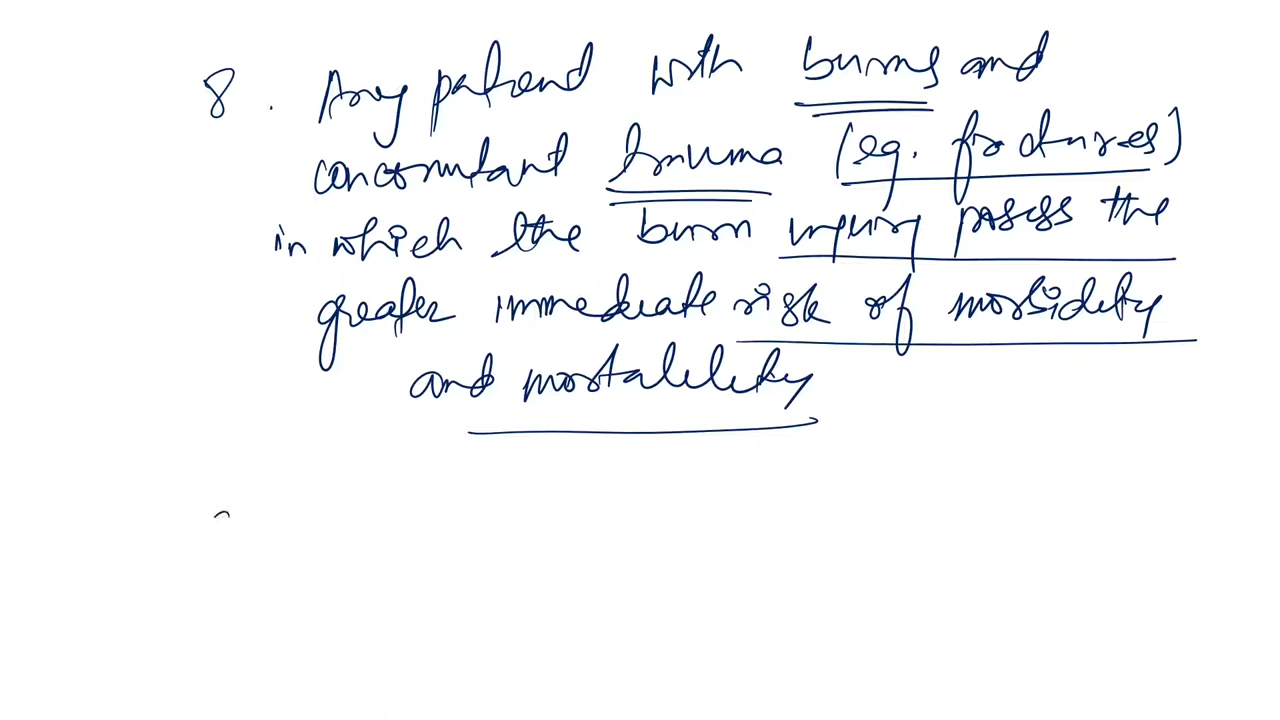 8. Any patient with burns and
concomitant trauma (eg. fractures)
in which the burn injury posess the
greater immediate risk of morbidity
and mortality